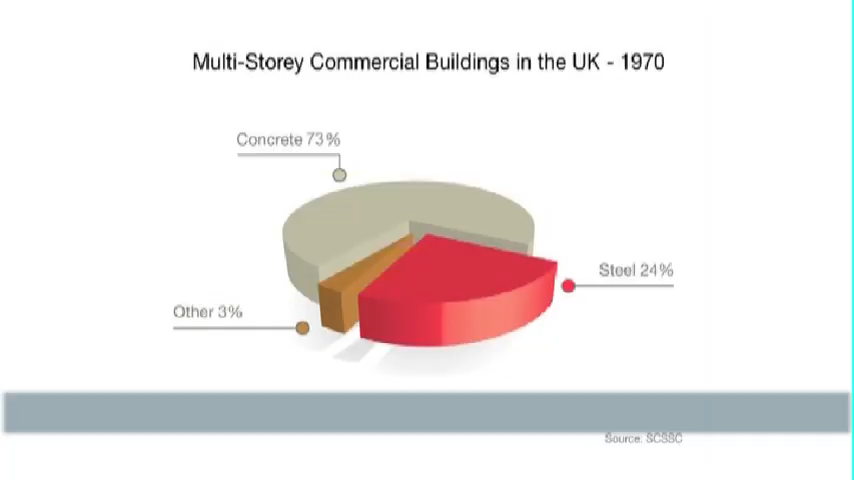 Multi-Storey Commercial Buildings in the UK - 1970
Concrete 73%
Steel 24%
Other 3%
Source: SCSSC